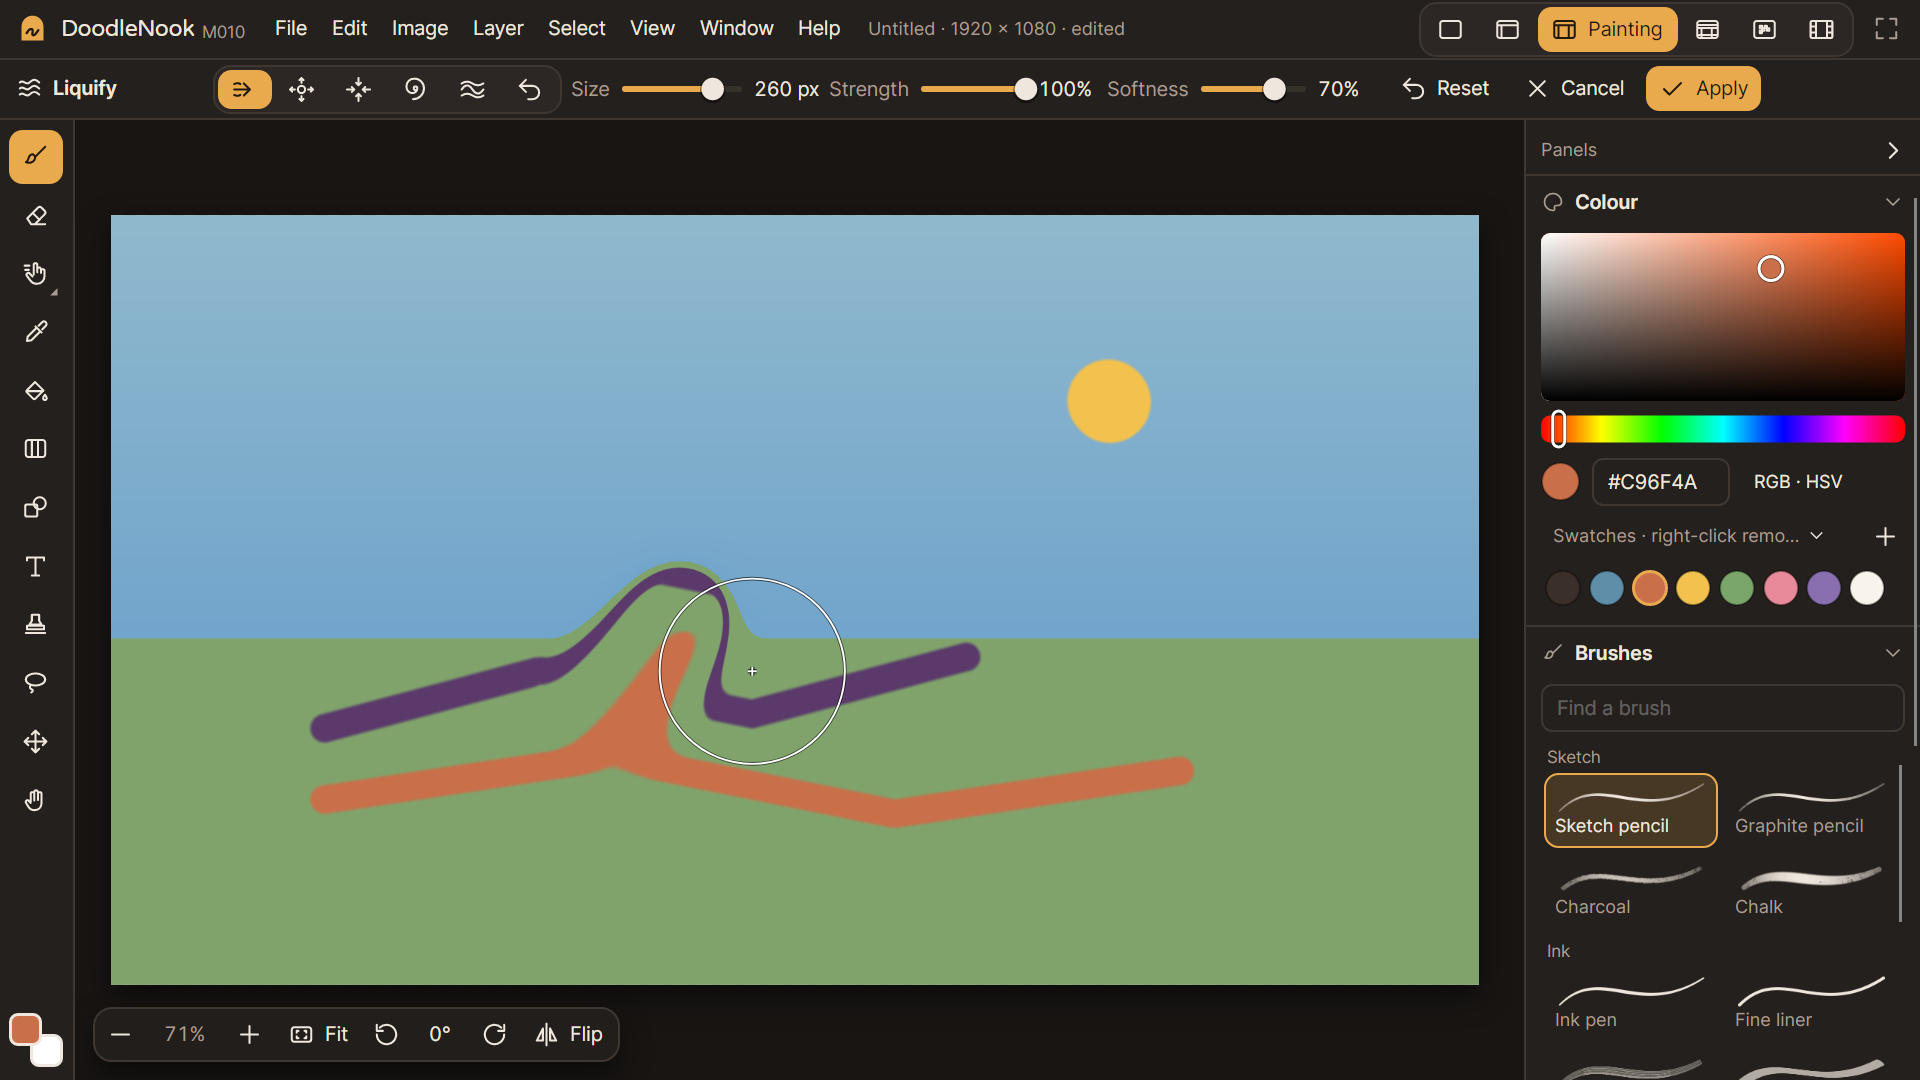 DoodleNook M010 File Edit Image Layer Select View Window Help Untitled · 1920 × 1080 · edited Painting
Liquify Size 260 px Strength 100% Softness 70% Reset Cancel Apply
Panels
Colour
#C96F4A RGB · HSV
Swatches · right-click remo...
Brushes
Find a brush
Sketch
Sketch pencil Graphite pencil
Charcoal Chalk
Ink
Ink pen Fine liner
71% Fit 0° Flip